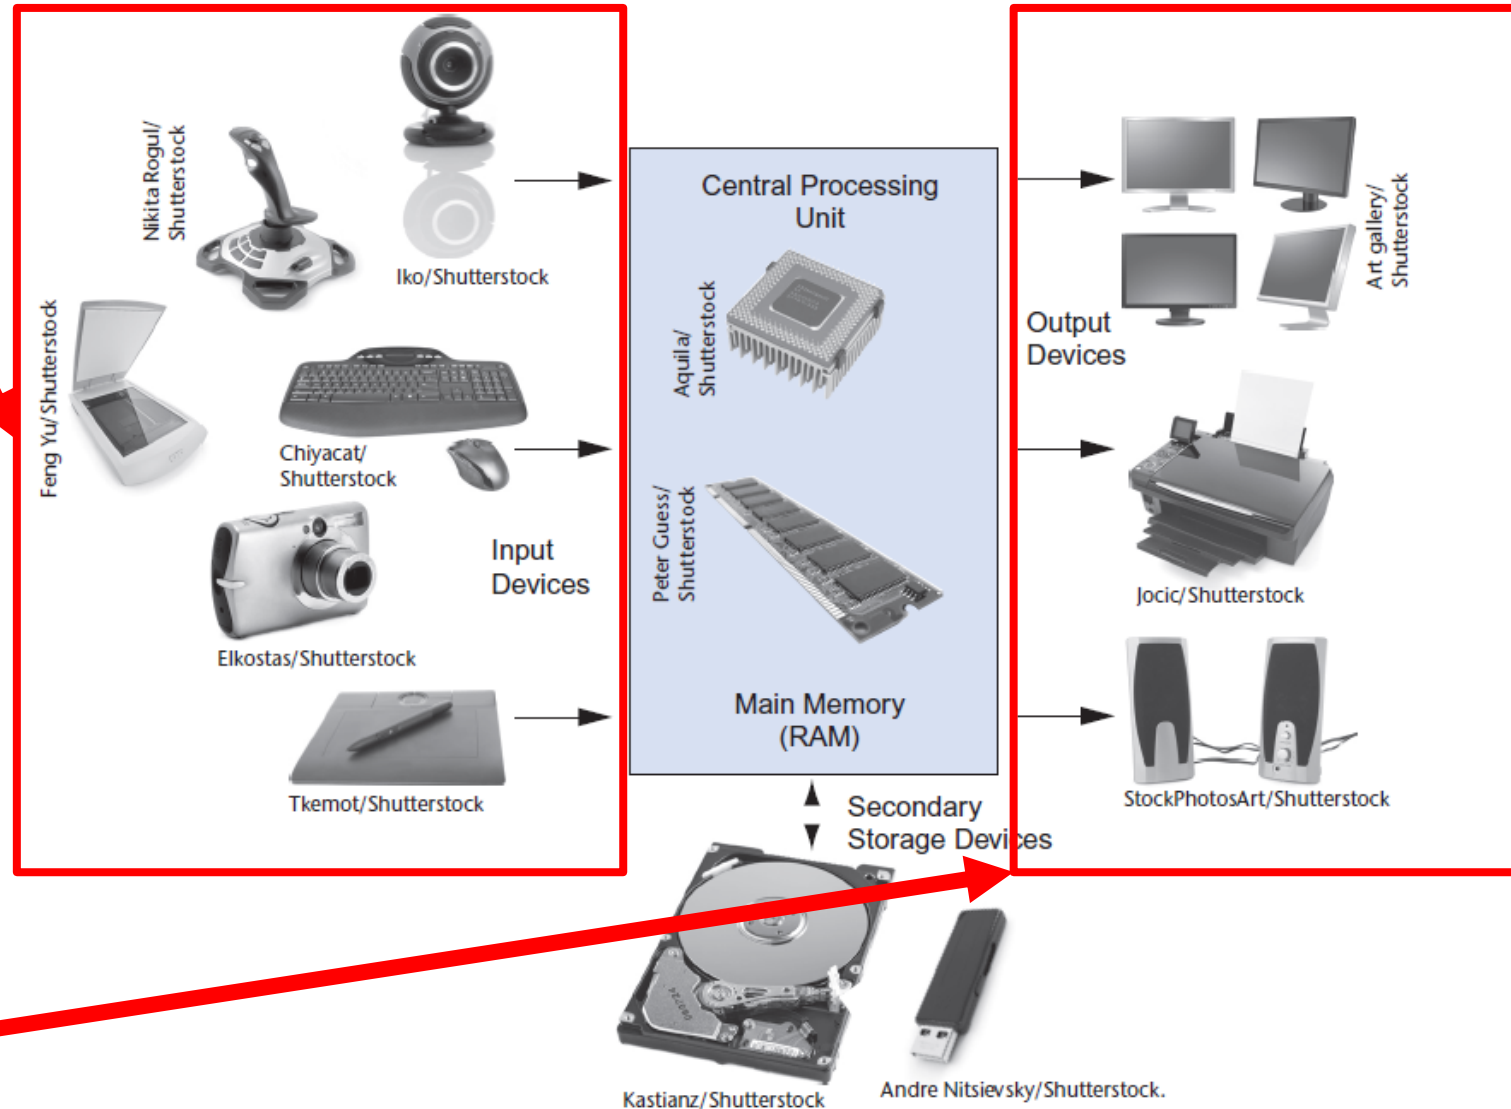 Nikita Rogul/
Shutterstock
Iko/Shutterstock
Feng Yu/Shutterstock
Chiyacat/
Shutterstock
Input
Devices
Elkostas/Shutterstock
Tkemot/Shutterstock
Central Processing
Unit
Aquila/
Shutterstock
Peter Guess/
Shutterstock
Main Memory
(RAM)
Secondary
Storage Devices
Kastianz/Shutterstock
Andre Nitsievsky/Shutterstock.
Output
Devices
Art gallery/
Shutterstock
Jocic/Shutterstock
StockPhotosArt/Shutterstock